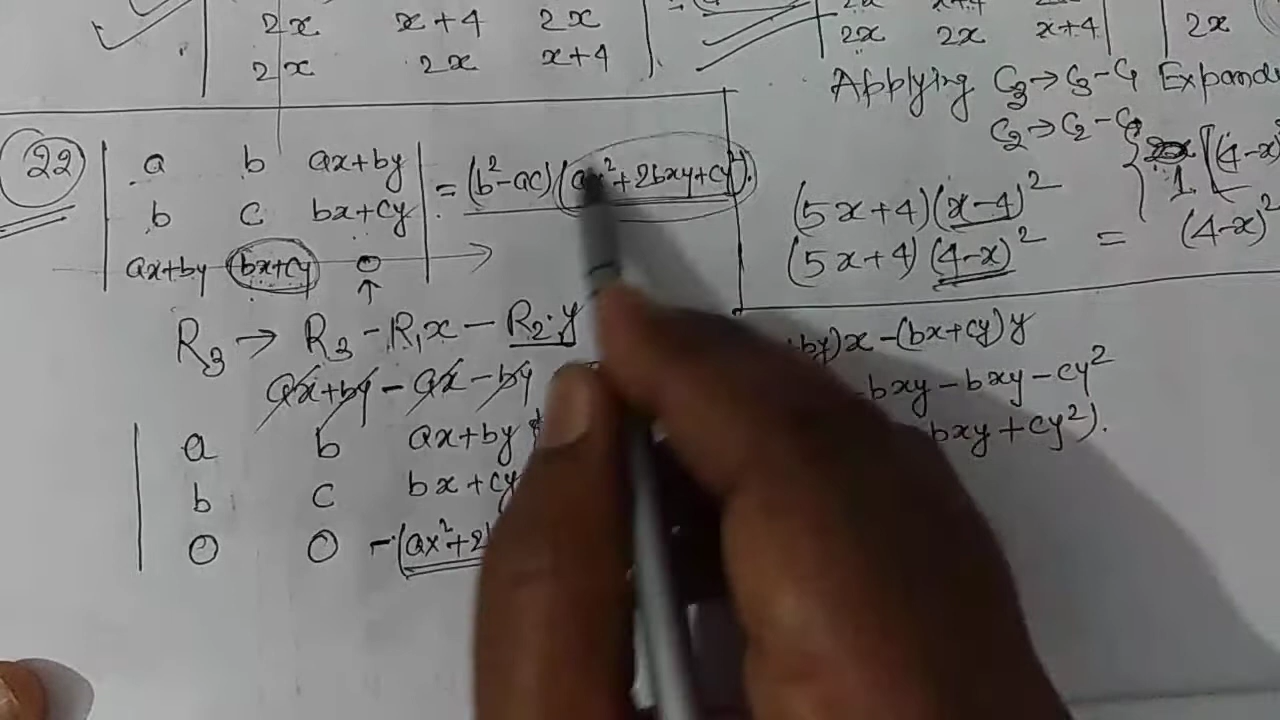 2x x+4 2x
2x 2x x+4
2x 2x x+4 2x
Applying C₃→C₃-C₁ Expand
C₂→C₂-C₁
(5x+4)(x-4)²
1 [(4-x)²
(5x+4)(4-x)² = (4-x)²
22 a b ax+by = (b²-ac)(ax²+2bxy+cy²).
b c bx+cy
ax+by bx+cy 0
R₃ → R₃ - R₁x - R₂·y
ax+by - ax - by
by)x - (bx+cy)y
bxy - bxy - cy²
bxy + cy²).
a b ax+by
b c bx+cy
0 0 -(ax²+2